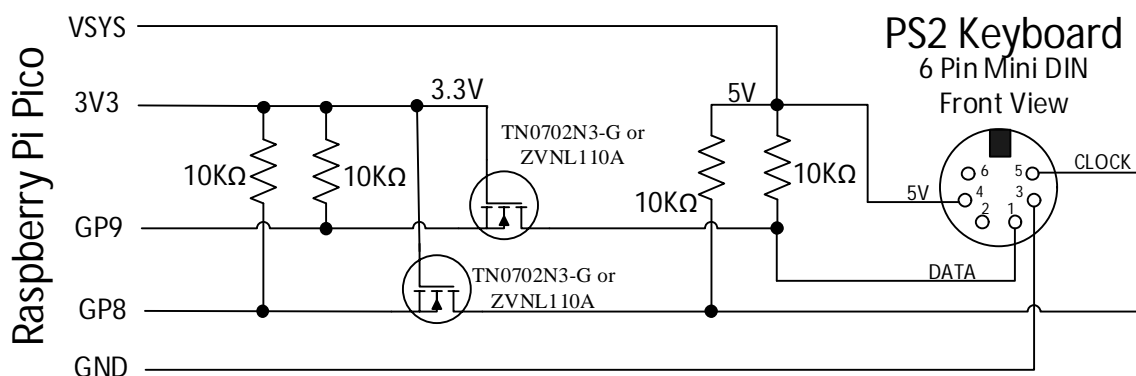 Raspberry Pi Pico
VSYS
3V3
GP9
GP8
GND
3.3V
5V
10KΩ
10KΩ
TN0702N3-G or
ZVNL110A
TN0702N3-G or
ZVNL110A
10KΩ
10KΩ
PS2 Keyboard
6 Pin Mini DIN
Front View
6
5
4
3
2
1
5V
CLOCK
DATA